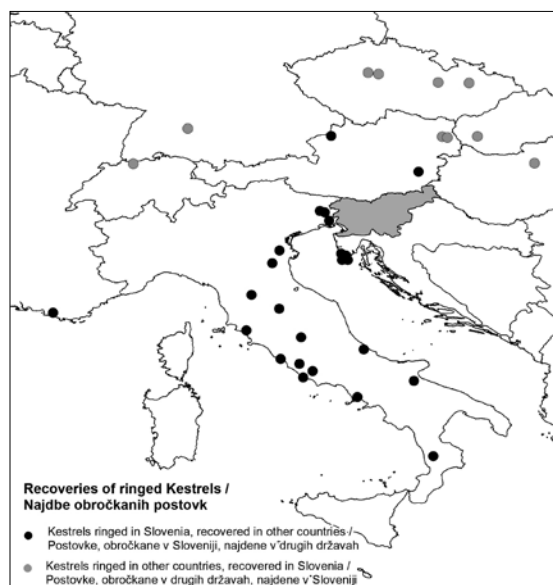 Recoveries of ringed Kestrels /
Najdbe obročkanih postovk
Kestrels ringed in Slovenia, recovered in other countries /
Postovke, obročkane v Sloveniji, najdene v drugih državah
Kestrels ringed in other countries, recovered in Slovenia /
Postovke, obročkane v drugih državah, najdene v Sloveniji